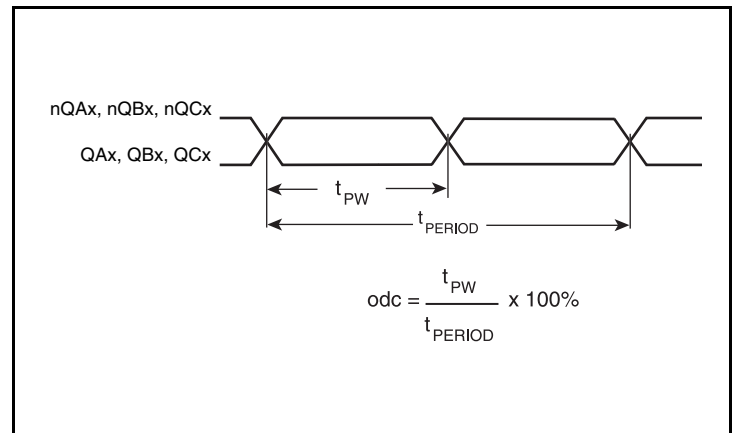 nQAx, nQBx, nQCx
QAx, QBx, QCx
tPW
tPERIOD
odc = tPW / tPERIOD x 100%